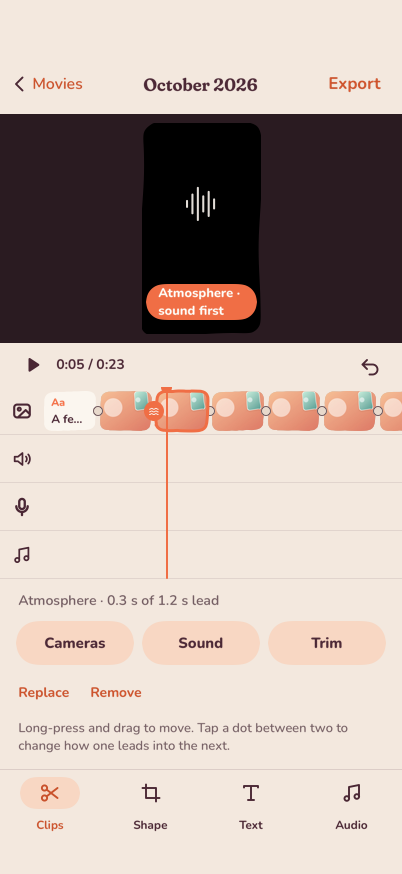 Movies
October 2026
Export
Atmosphere ·
sound first
0:05 / 0:23
Aa
A fe...
Atmosphere · 0.3 s of 1.2 s lead
Cameras
Sound
Trim
Replace
Remove
Long-press and drag to move. Tap a dot between two to
change how one leads into the next.
Clips
Shape
Text
Audio